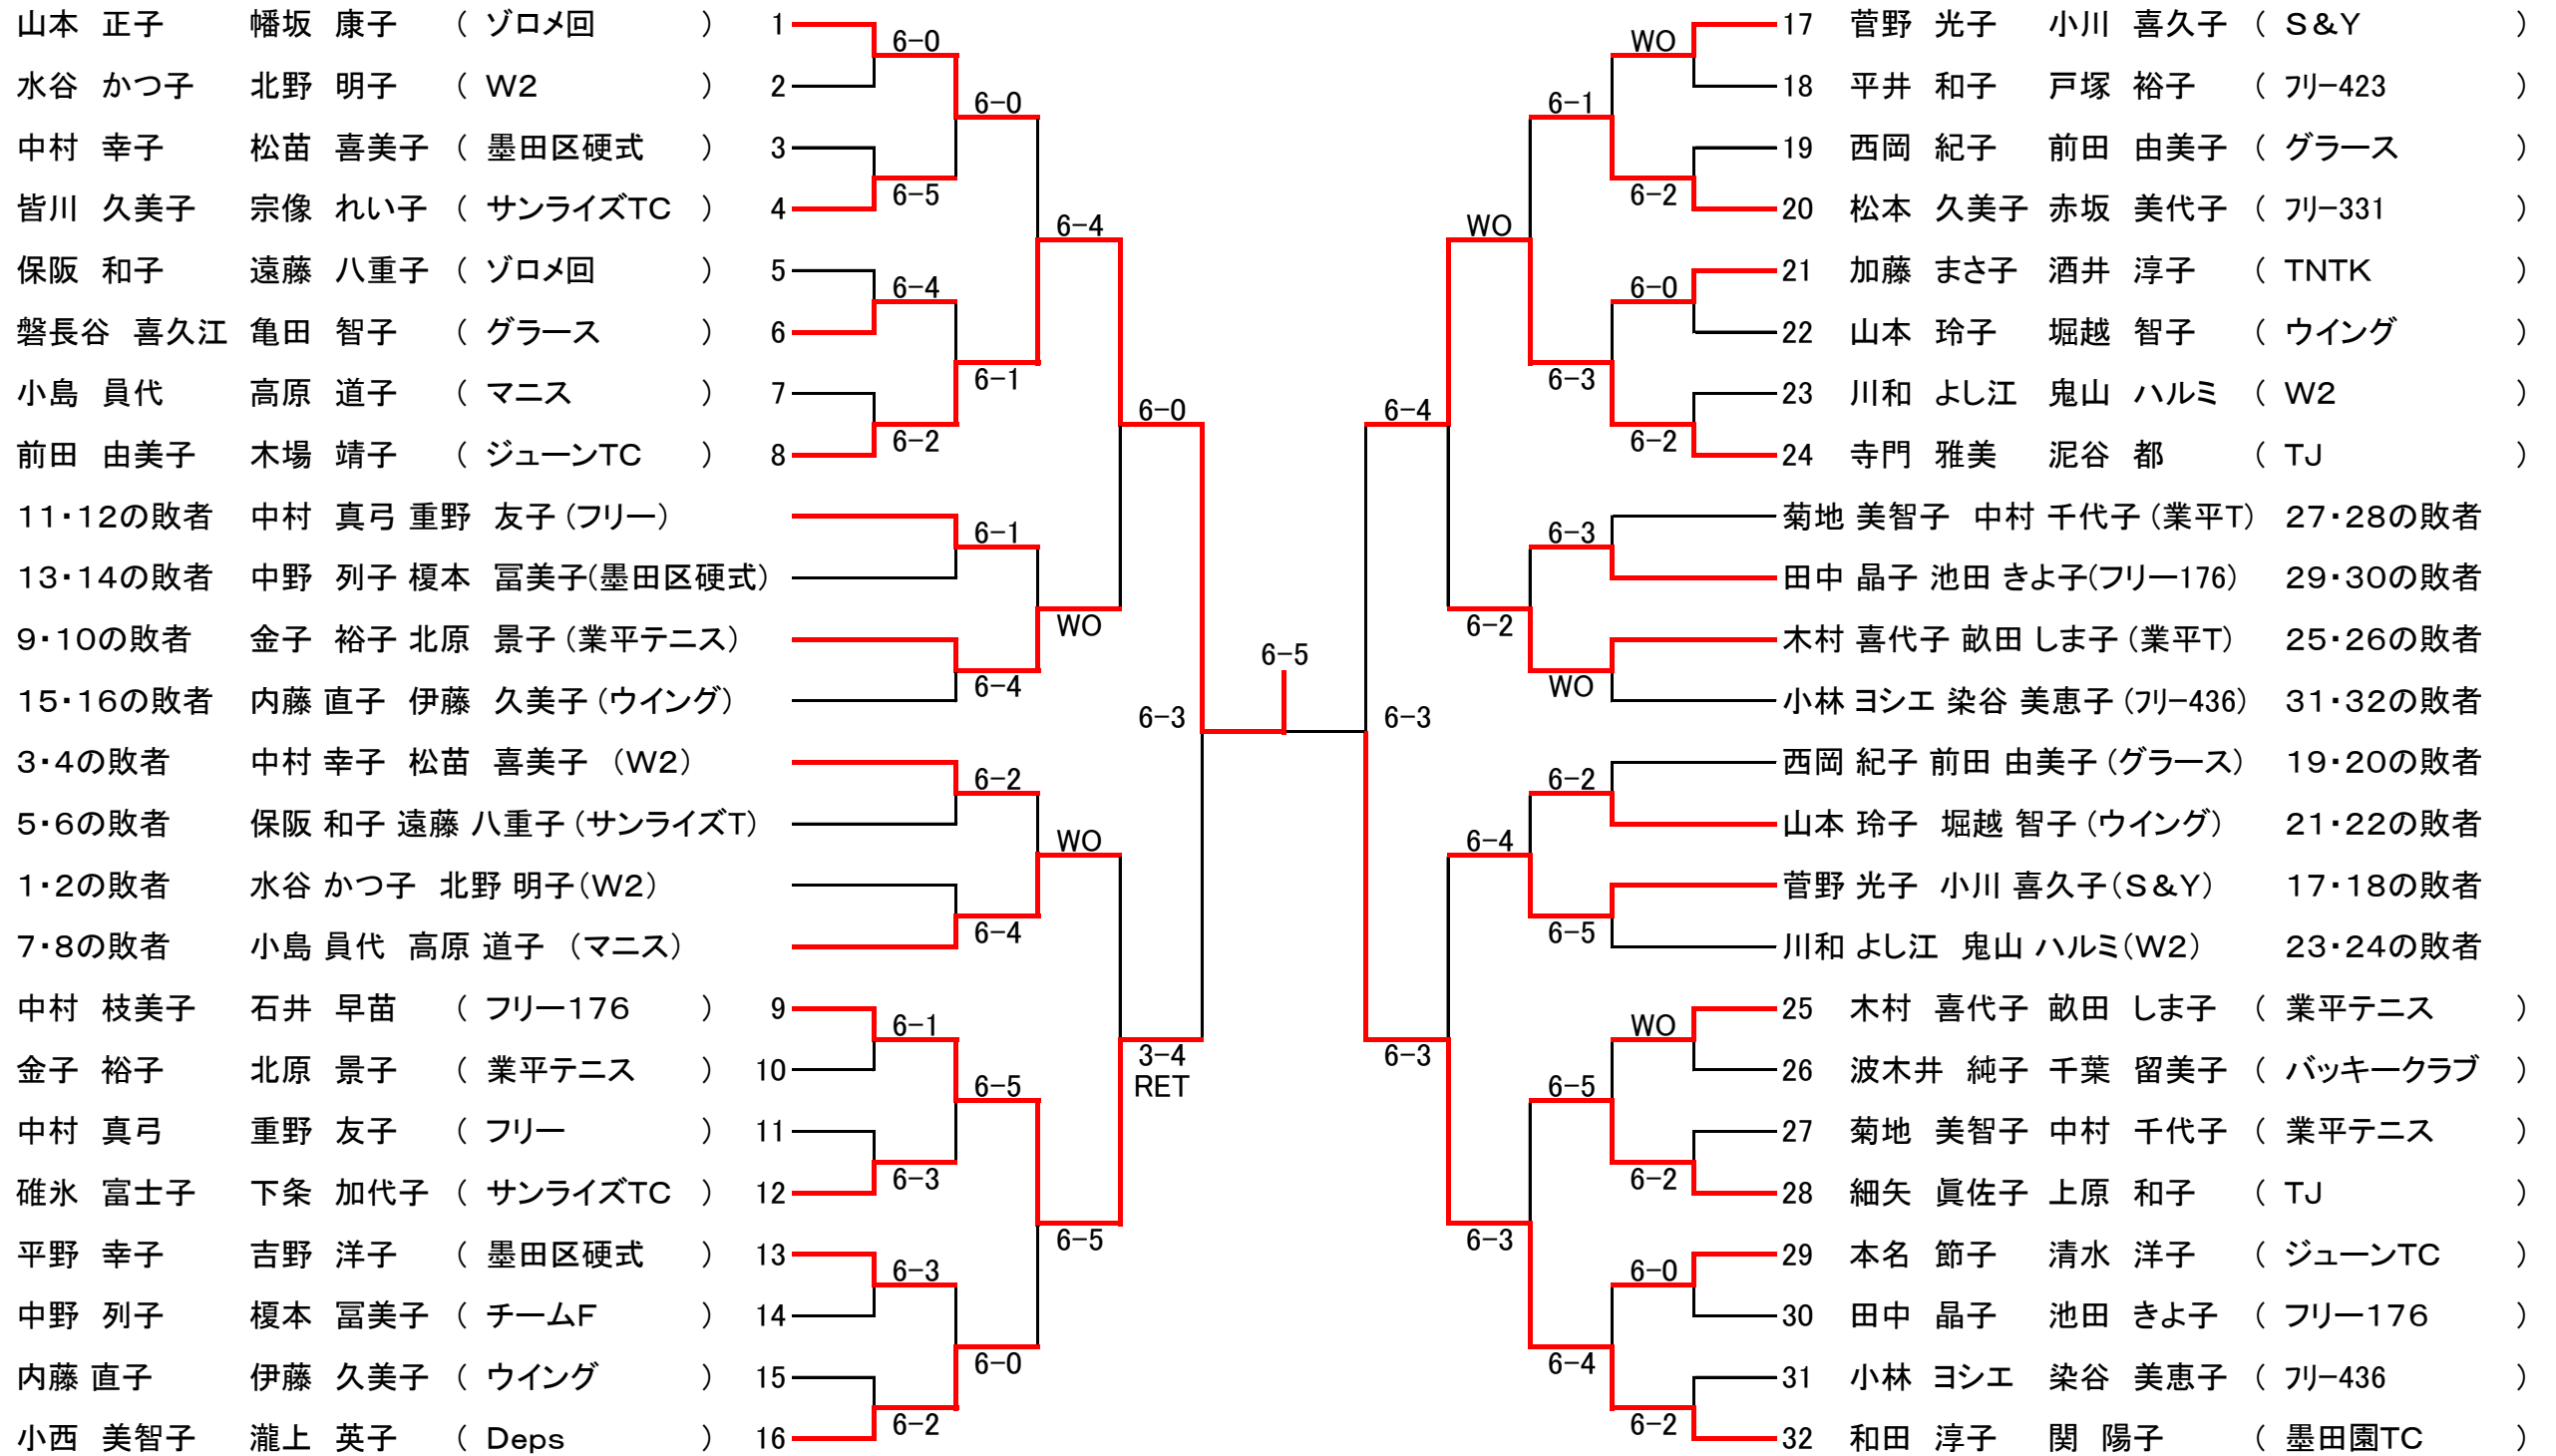 山本 正子 幡坂 康子 ( ゾロメ回 ) 1
水谷 かつ子 北野 明子 ( W2 ) 2
中村 幸子 松苗 喜美子 ( 墨田区硬式 ) 3
皆川 久美子 宗像 れい子 ( サンライズTC ) 4
保阪 和子 遠藤 八重子 ( ゾロメ回 ) 5
磐長谷 喜久江 亀田 智子 ( グラース ) 6
小島 員代 高原 道子 ( マニス ) 7
前田 由美子 木場 靖子 ( ジューンTC ) 8
11・12の敗者 中村 真弓 重野 友子 (フリー)
13・14の敗者 中野 列子 榎本 冨美子(墨田区硬式)
9・10の敗者 金子 裕子 北原 景子 (業平テニス)
15・16の敗者 内藤 直子 伊藤 久美子 (ウイング)
3・4の敗者 中村 幸子 松苗 喜美子 (W2)
5・6の敗者 保阪 和子 遠藤 八重子 (サンライズT)
1・2の敗者 水谷 かつ子 北野 明子(W2)
7・8の敗者 小島 員代 高原 道子 (マニス)
中村 枝美子 石井 早苗 ( フリー176 ) 9
金子 裕子 北原 景子 ( 業平テニス ) 10
中村 真弓 重野 友子 ( フリー ) 11
碓氷 富士子 下条 加代子 ( サンライズTC ) 12
平野 幸子 吉野 洋子 ( 墨田区硬式 ) 13
中野 列子 榎本 冨美子 ( チームF ) 14
内藤 直子 伊藤 久美子 ( ウイング ) 15
小西 美智子 瀧上 英子 ( Deps ) 16
6-0
6-5
6-4
6-2
6-1
6-4
6-2
6-4
6-1
6-3
6-3
6-2
6-0
6-1
WO
WO
6-5
6-0
6-4
6-5
6-0
3-4
RET
6-3
6-5
6-3
6-4
6-3
WO
6-2
6-4
6-3
6-1
6-3
6-3
WO
6-2
6-5
6-5
6-4
WO
6-2
6-0
6-2
WO
6-2
6-0
6-2
17 菅野 光子 小川 喜久子 ( S&Y )
18 平井 和子 戸塚 裕子 ( フリー423 )
19 西岡 紀子 前田 由美子 ( グラース )
20 松本 久美子 赤坂 美代子 ( フリー331 )
21 加藤 まさ子 酒井 淳子 ( TNTK )
22 山本 玲子 堀越 智子 ( ウイング )
23 川和 よし江 鬼山 ハルミ ( W2 )
24 寺門 雅美 泥谷 都 ( TJ )
菊地 美智子 中村 千代子 (業平T) 27・28の敗者
田中 晶子 池田 きよ子(フリー176) 29・30の敗者
木村 喜代子 畝田 しま子 (業平T) 25・26の敗者
小林 ヨシエ 染谷 美恵子 (フリー436) 31・32の敗者
西岡 紀子 前田 由美子 (グラース) 19・20の敗者
山本 玲子 堀越 智子 (ウイング) 21・22の敗者
菅野 光子 小川 喜久子(S&Y) 17・18の敗者
川和 よし江 鬼山 ハルミ(W2) 23・24の敗者
25 木村 喜代子 畝田 しま子 ( 業平テニス )
26 波木井 純子 千葉 留美子 ( バッキークラブ )
27 菊地 美智子 中村 千代子 ( 業平テニス )
28 細矢 眞佐子 上原 和子 ( TJ )
29 本名 節子 清水 洋子 ( ジューンTC )
30 田中 晶子 池田 きよ子 ( フリー176 )
31 小林 ヨシエ 染谷 美恵子 ( フリー436 )
32 和田 淳子 関 陽子 ( 墨田園TC )